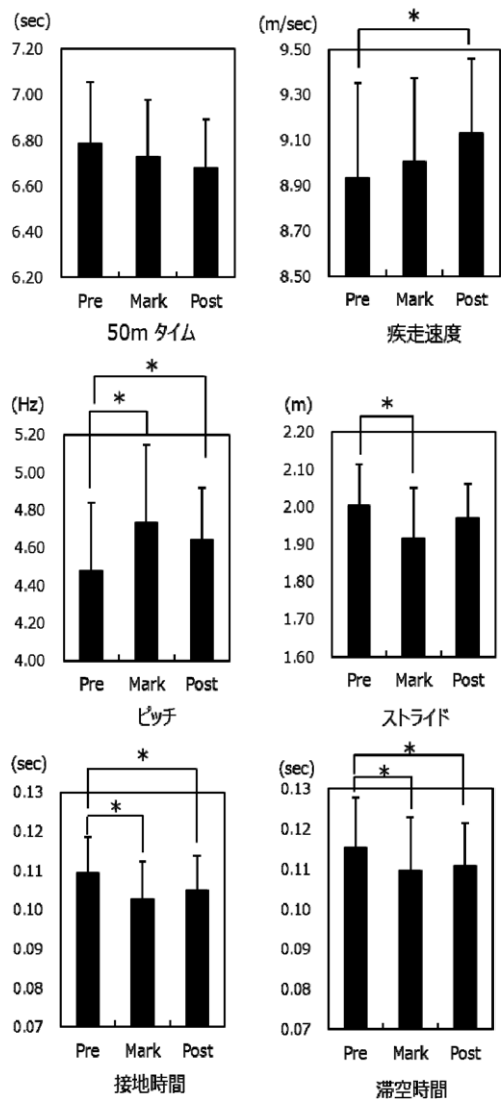 (sec)
7.20
7.00
6.80
6.60
6.40
6.20
Pre Mark Post
50m タイム
(m/sec)
*
9.50
9.30
9.10
8.90
8.70
8.50
Pre Mark Post
疾走速度
*
*
(Hz)
5.20
5.00
4.80
4.60
4.40
4.20
4.00
Pre Mark Post
ピッチ
(m)
*
2.20
2.10
2.00
1.90
1.80
1.70
1.60
Pre Mark Post
ストライド
(sec)
*
*
0.13
0.12
0.11
0.10
0.09
0.08
0.07
Pre Mark Post
接地時間
(sec)
*
*
0.13
0.12
0.11
0.10
0.09
0.08
0.07
Pre Mark Post
滞空時間